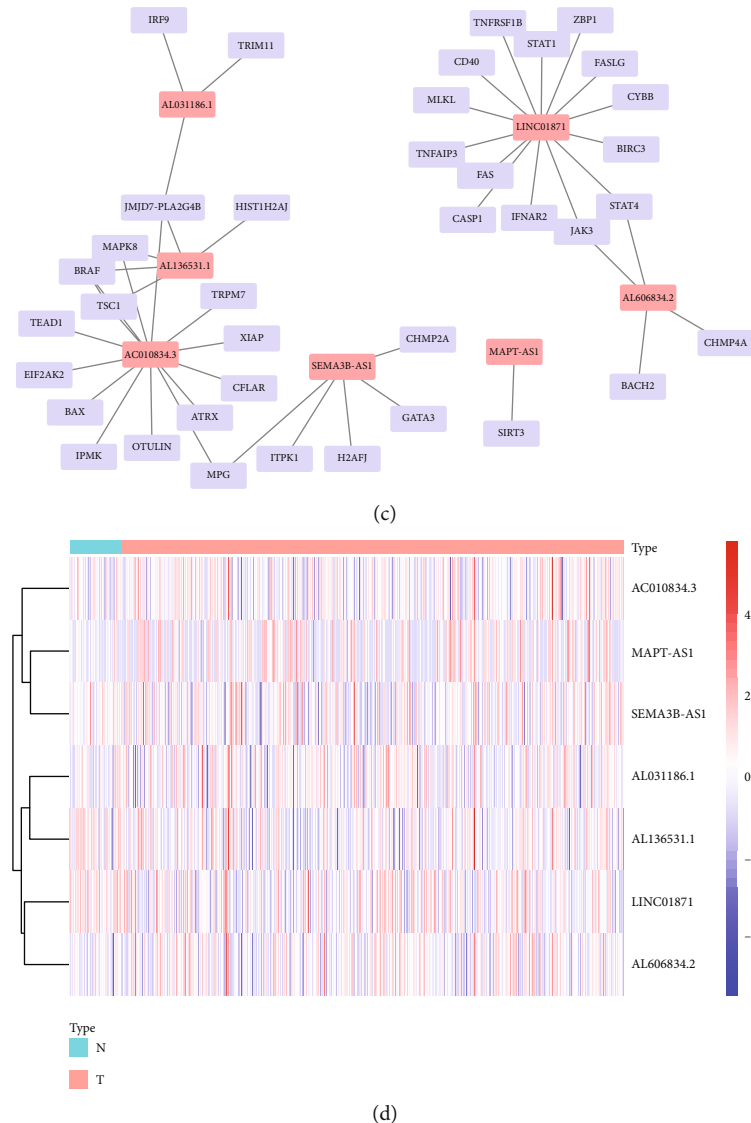 IRF9
TRIM11
AL031186.1
JMJD7-PLA2G4B
HIST1H2AJ
MAPK8
AL136531.1
BRAF
TSC1
TRPM7
TEAD1
XIAP
AC010834.3
EIF2AK2
CFLAR
BAX
ATRX
OTULIN
IPMK
MPG
TNFRSF1B
ZBP1
STAT1
CD40
FASLG
MLKL
CYBB
LINC01871
TNFAIP3
BIRC3
FAS
CASP1
IFNAR2
STAT4
JAK3
AL606834.2
CHMP4A
BACH2
CHMP2A
SEMA3B-AS1
GATA3
ITPK1
H2AFJ
MAPT-AS1
SIRT3
(c)
Type
AC010834.3
MAPT-AS1
SEMA3B-AS1
AL031186.1
AL136531.1
LINC01871
AL606834.2
4
2
0
–
–
Type
N
T
(d)